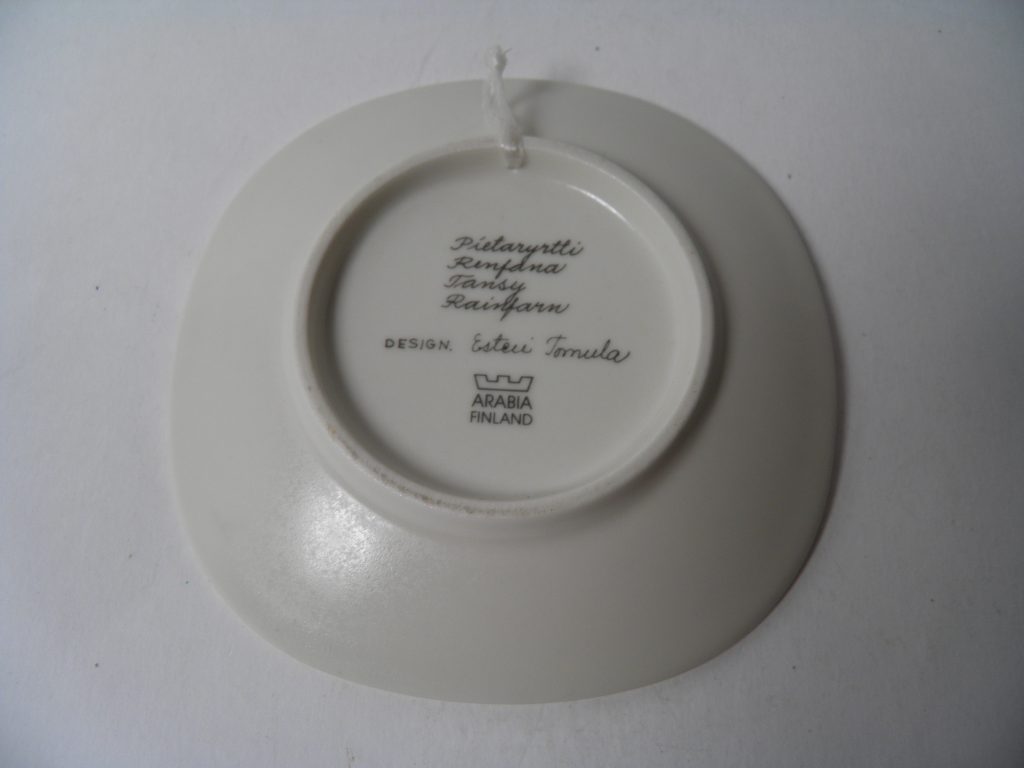 Pietaryrtti
Renfana
Tansy
Rainfarn
DESIGN. Esteri Tomula
ARABIA
FINLAND